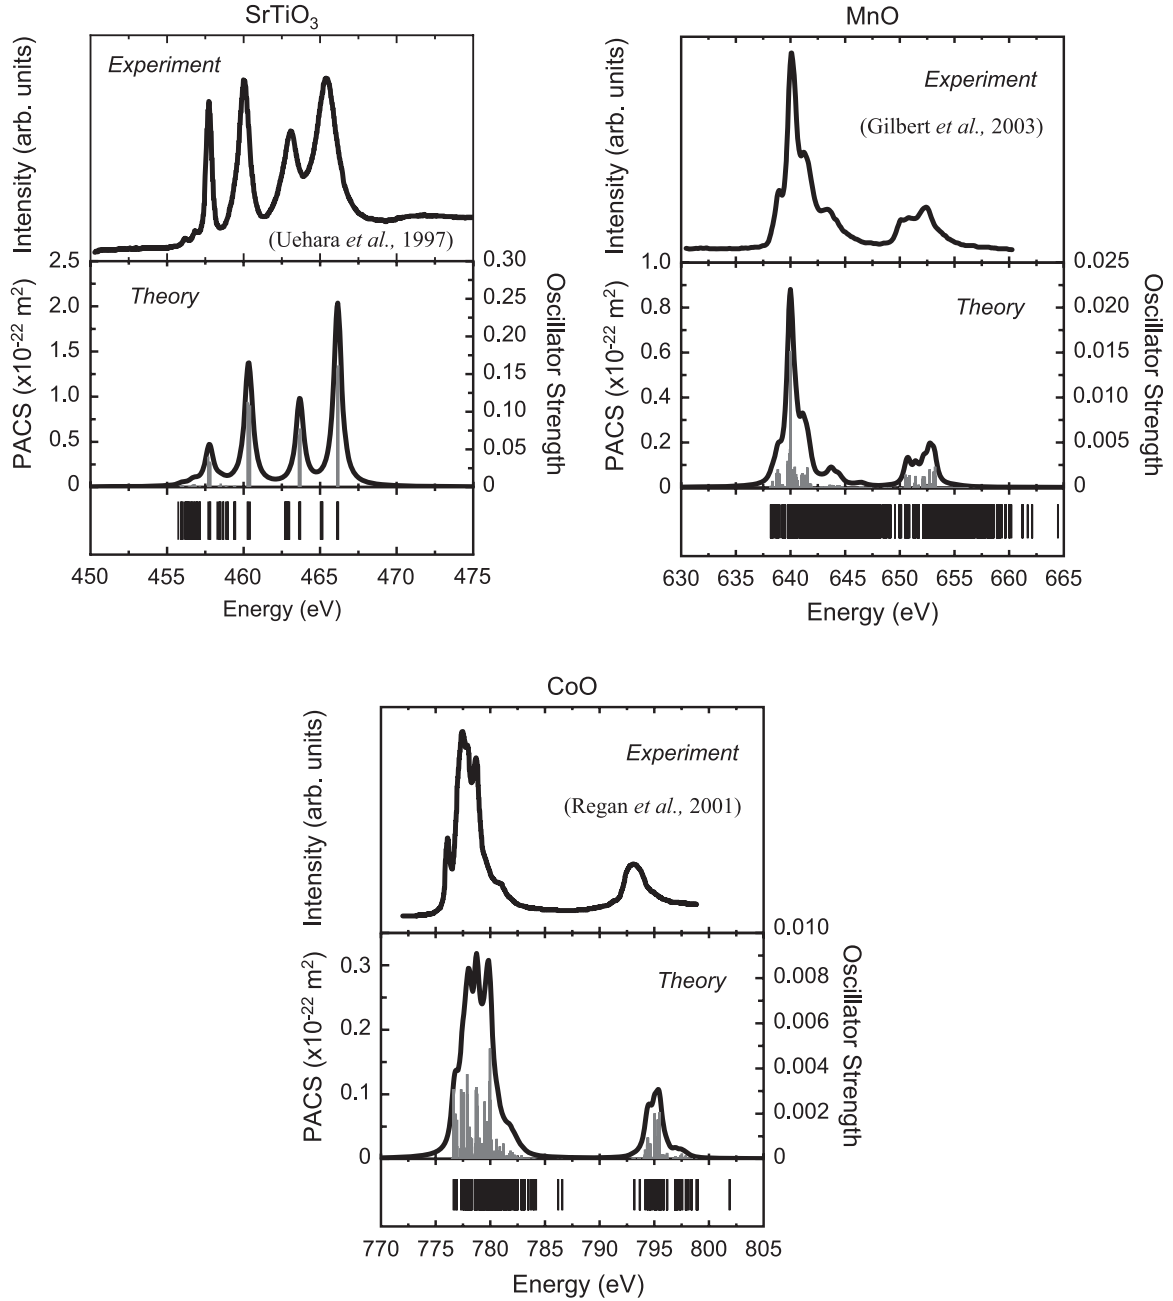 SrTiO3
Experiment
Intensity (arb. units)
(Uehara et al., 1997)
Theory
PACS (x10-22 m2)
2.5
2.0
1.5
1.0
0.5
0
0.30
0.25
0.20
0.15
0.10
0.05
0
Oscillator Strength
450 455 460 465 470 475
Energy (eV)
MnO
Experiment
Intensity (arb. units)
(Gilbert et al., 2003)
Theory
PACS (x10-22 m2)
1.0
0.8
0.6
0.4
0.2
0
0.025
0.020
0.015
0.010
0.005
0
Oscillator Strength
630 635 640 645 650 655 660 665
Energy (eV)
CoO
Experiment
Intensity (arb. units)
(Regan et al., 2001)
Theory
PACS (x10-22 m2)
0.3
0.2
0.1
0
0.010
0.008
0.006
0.004
0.002
0
Oscillator Strength
770 775 780 785 790 795 800 805
Energy (eV)